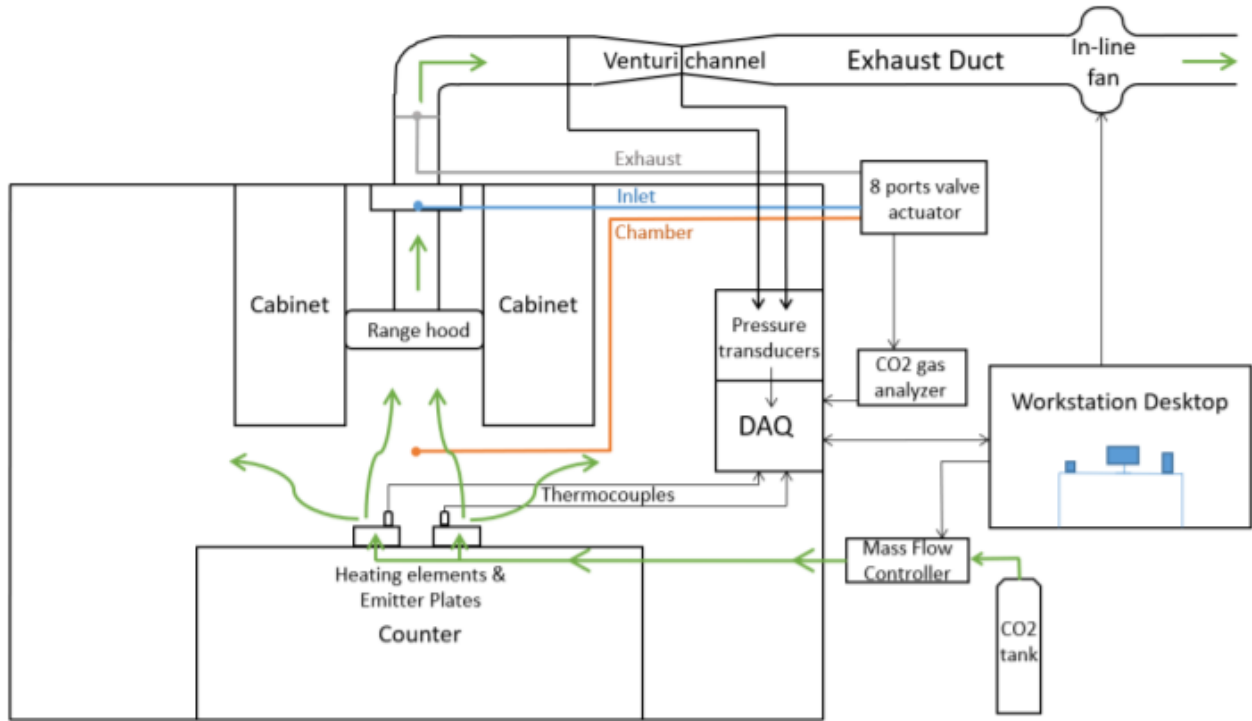 In-line
fan
Venturi channel
Exhaust Duct
Exhaust
8 ports valve
actuator
Inlet
Chamber
Cabinet
Cabinet
Range hood
Pressure
transducers
CO2 gas
analyzer
DAQ
Workstation Desktop
Thermocouples
Mass Flow
Controller
Heating elements &
Emitter Plates
Counter
CO2
tank